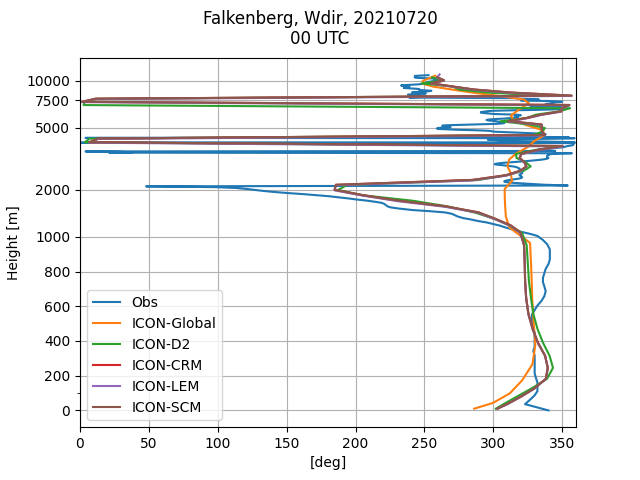 Falkenberg, Wdir, 20210720
00 UTC
10000
7500
5000
2000
1000
800
600
400
200
0
Height [m]
Obs
ICON-Global
ICON-D2
ICON-CRM
ICON-LEM
ICON-SCM
0 50 100 150 200 250 300 350
[deg]